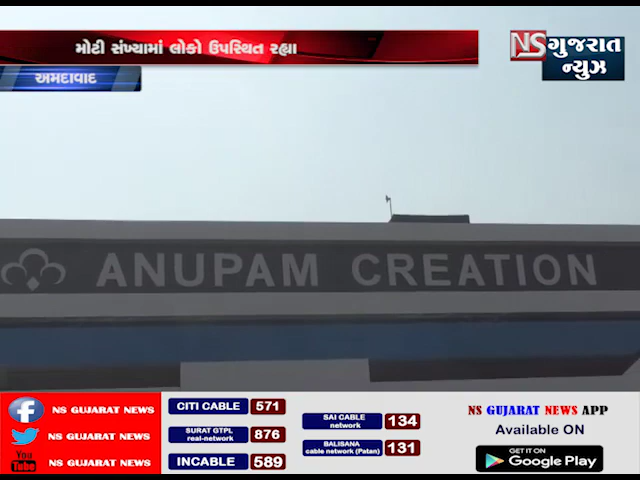 મોટી સંખ્યામાં લોકો ઉપસ્થિત રહ્યા
NS ગુજરાત
ન્યુઝ
અમદાવાદ
ANUPAM CREATION
NS GUJARAT NEWS
NS GUJARAT NEWS
You Tube NS GUJARAT NEWS
CITI CABLE 571
SURAT GTPL
real-network 876
INCABLE 589
SAI CABLE
network 134
BALISANA
cable network (Patan) 131
NS GUJARAT NEWS APP
Available ON
GET IT ON
Google Play